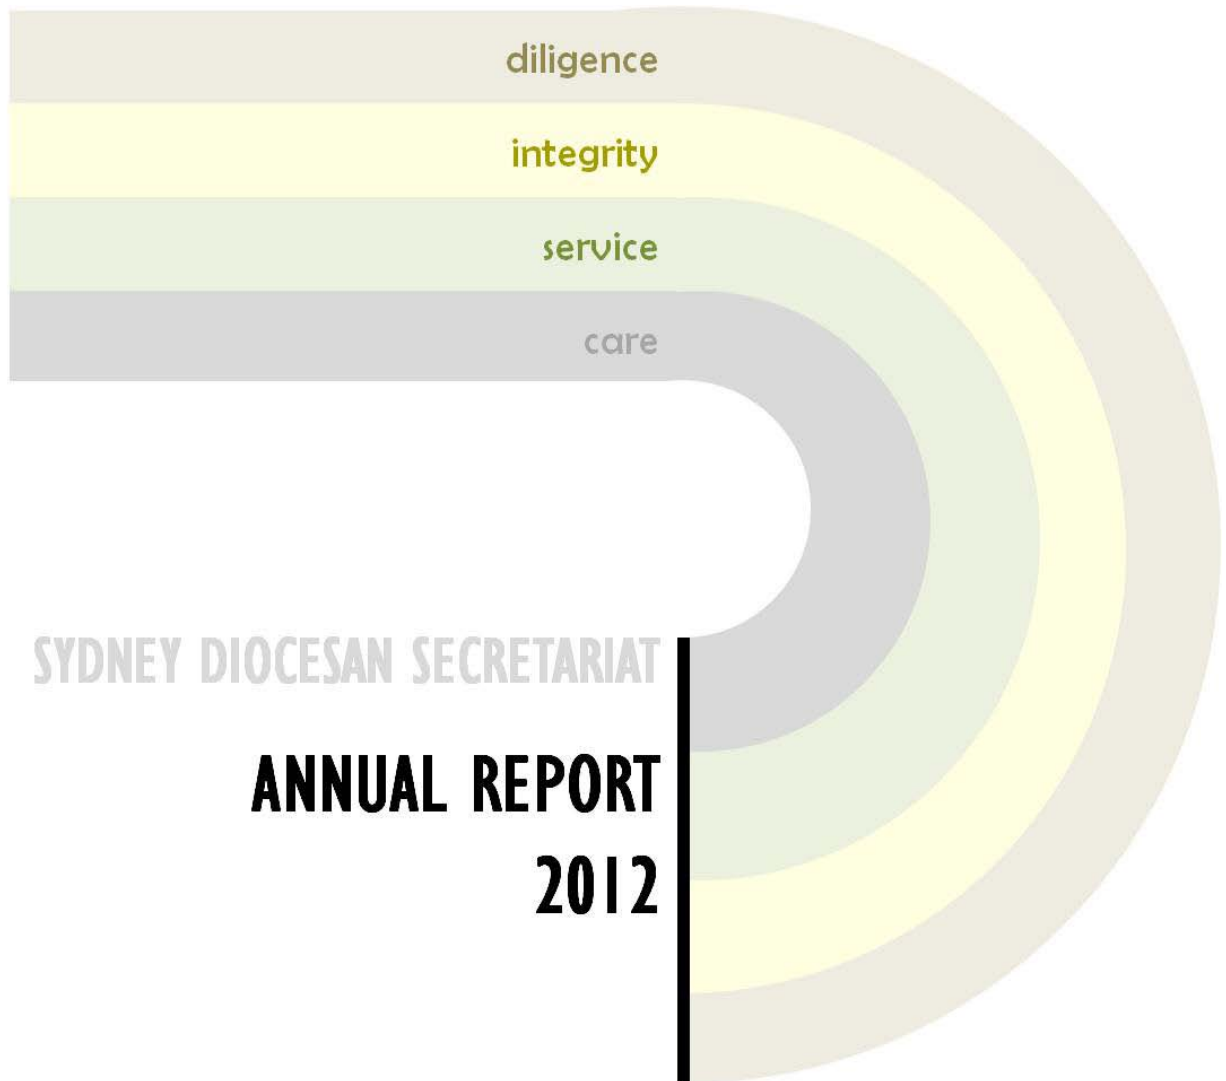 diligence
integrity
service
care
SYDNEY DIOCESAN SECRETARIAT
ANNUAL REPORT
2012